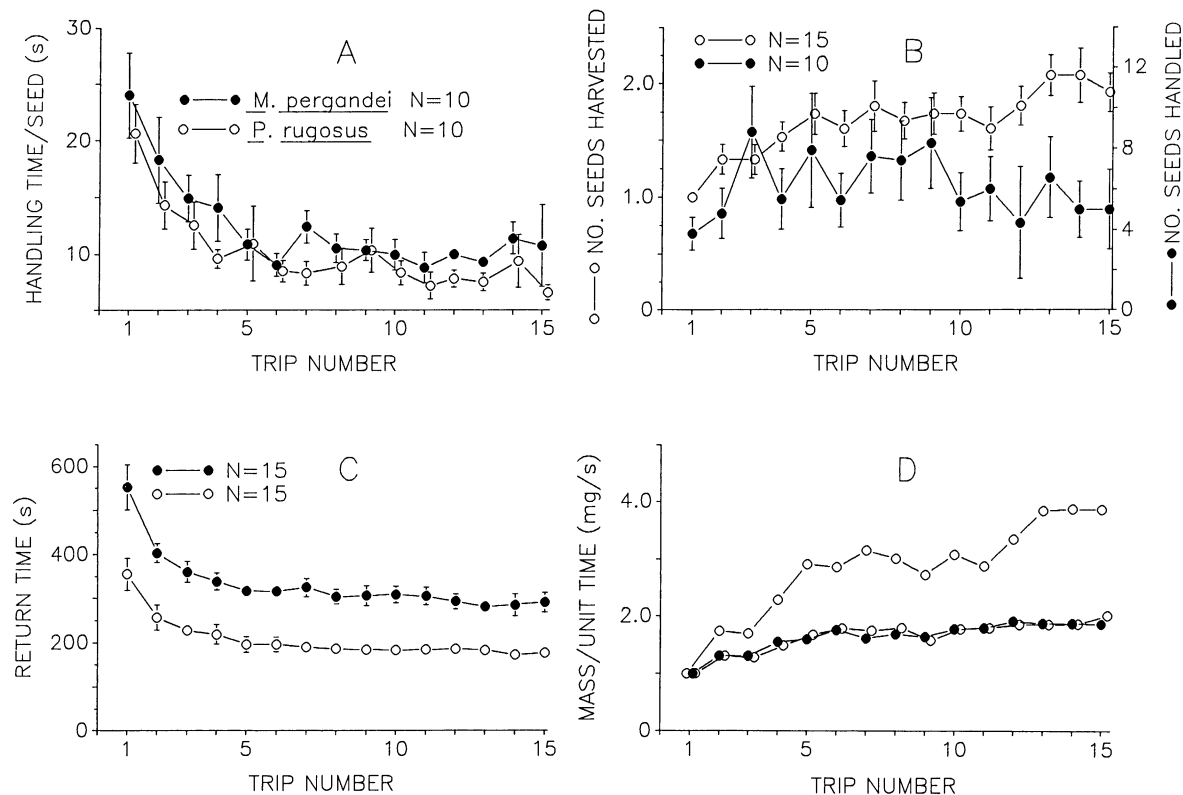 A
HANDLING TIME/SEED (s)
30
20
10
M. pergandei N=10
P. rugosus N=10
1 5 10 15
TRIP NUMBER
B
NO. SEEDS HARVESTED
2.0
1.0
0
N=15
N=10
12
8
4
0
NO. SEEDS HANDLED
1 5 10 15
TRIP NUMBER
C
RETURN TIME (s)
600
400
200
0
N=15
N=15
1 5 10 15
TRIP NUMBER
D
MASS/UNIT TIME (mg/s)
4.0
2.0
0
1 5 10 15
TRIP NUMBER